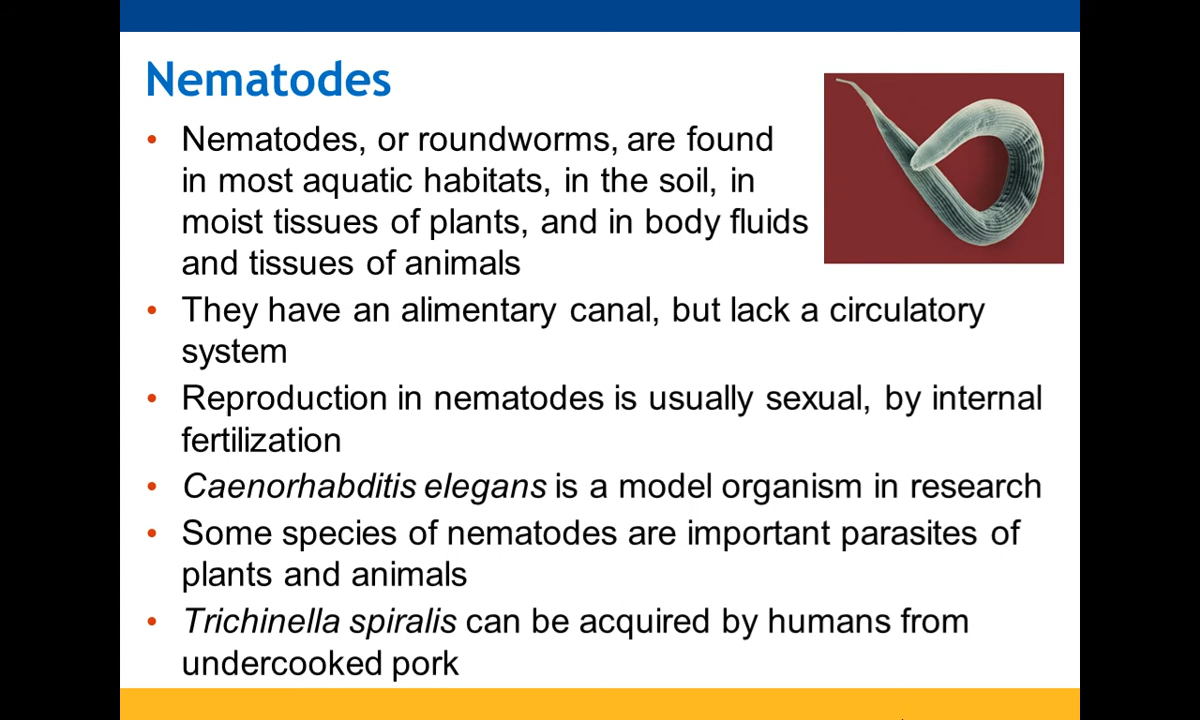 Nematodes
• Nematodes, or roundworms, are found
in most aquatic habitats, in the soil, in
moist tissues of plants, and in body fluids
and tissues of animals
• They have an alimentary canal, but lack a circulatory
system
• Reproduction in nematodes is usually sexual, by internal
fertilization
• Caenorhabditis elegans is a model organism in research
• Some species of nematodes are important parasites of
plants and animals
• Trichinella spiralis can be acquired by humans from
undercooked pork